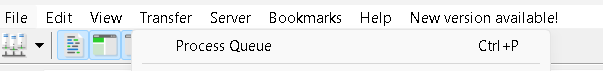 File Edit View Transfer Server Bookmarks Help New version available!
Process Queue Ctrl+P